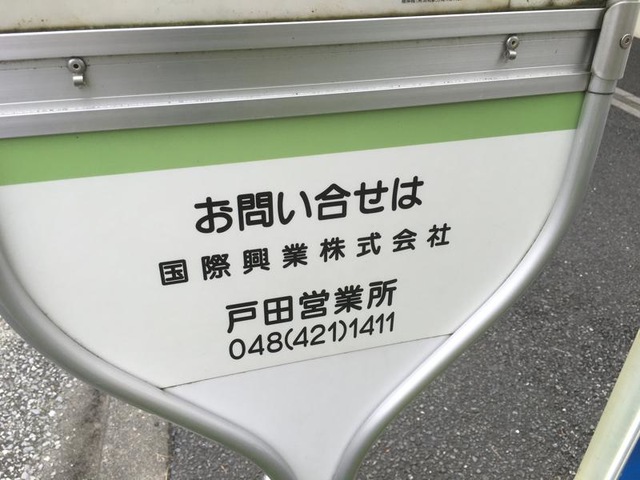 お問い合せは
国際興業株式会社
戸田営業所
048(421)1411